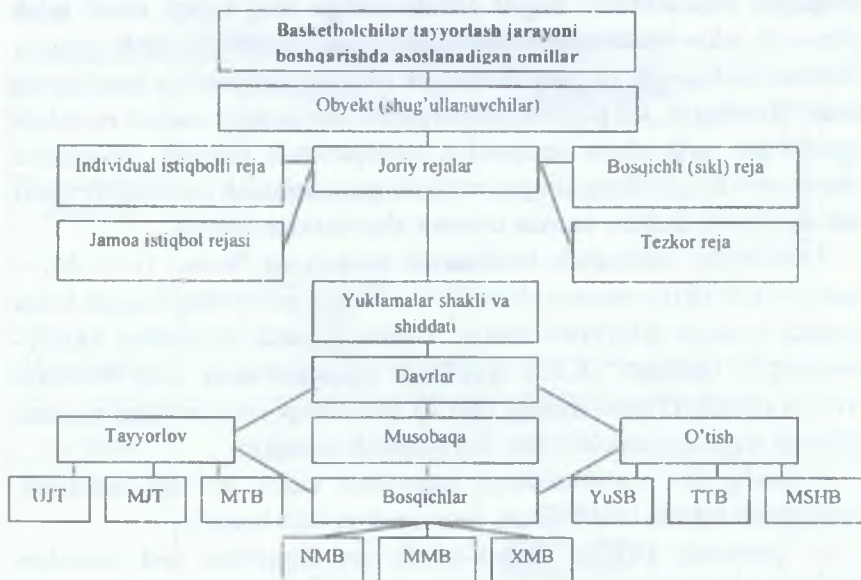 Basketbolchilar tayyorlash jarayoni
boshqarishda asoslanadigan omillar
Obyekt (shug'ullanuvchilar)
Individual istiqbolli reja
Joriy rejalar
Bosqichli (sikl) reja
Jamoa istiqbol rejasi
Tezkor reja
Yuklamalar shakli va
shiddati
Davrlar
Tayyorlov
Musobaqa
O'tish
UJT
MJT
MTB
Bosqichlar
YuSB
TTB
MSHB
NMB
MMB
XMB